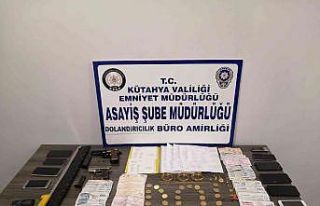 T.C.
KÜTAHYA VALİLİĞİ
EMNİYET MÜDÜRLÜĞÜ
ASAYİŞ ŞUBE MÜDÜRLÜĞÜ
DOLANDIRICILIK BÜRO AMİRLİĞİ